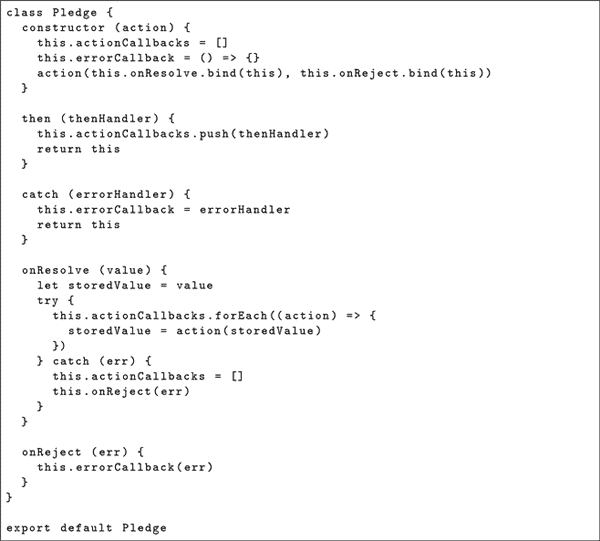 class Pledge {
  constructor (action) {
    this.actionCallbacks = []
    this.errorCallback = () => {}
    action(this.onResolve.bind(this), this.onReject.bind(this))
  }

  then (thenHandler) {
    this.actionCallbacks.push(thenHandler)
    return this
  }

  catch (errorHandler) {
    this.errorCallback = errorHandler
    return this
  }

  onResolve (value) {
    let storedValue = value
    try {
      this.actionCallbacks.forEach((action) => {
        storedValue = action(storedValue)
      })
    } catch (err) {
      this.actionCallbacks = []
      this.onReject(err)
    }
  }

  onReject (err) {
    this.errorCallback(err)
  }
}

export default Pledge